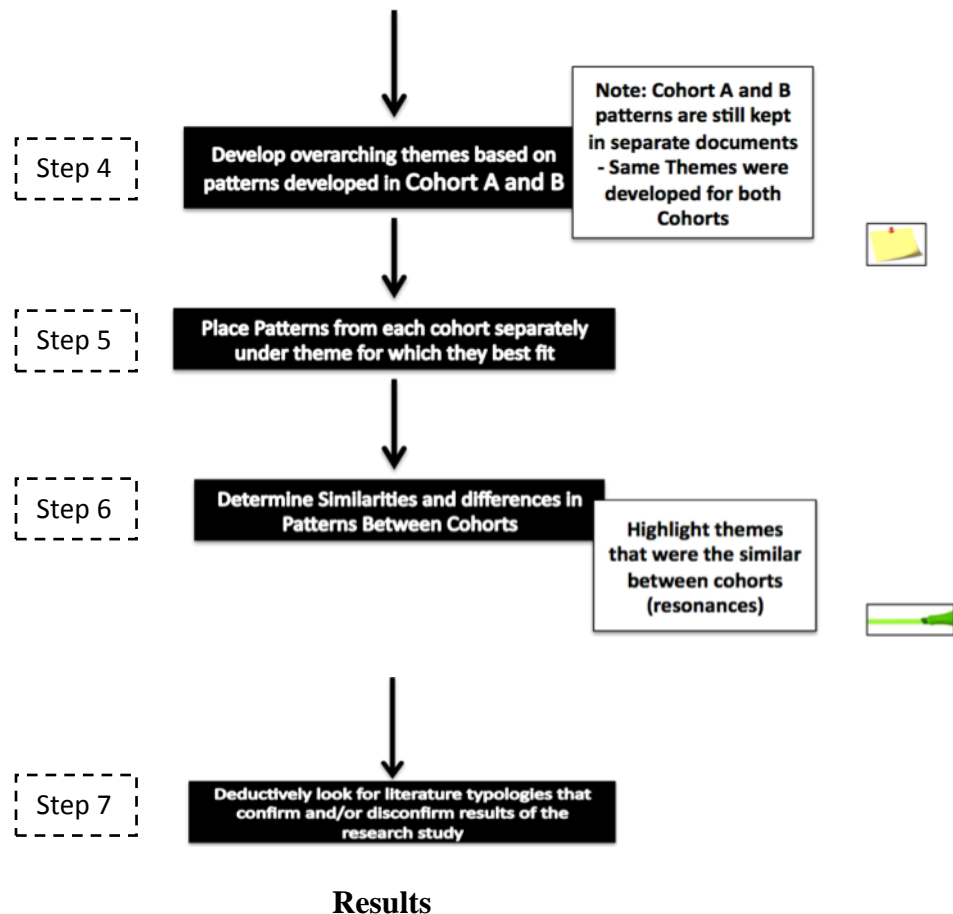 Step 4
Develop overarching themes based on
patterns developed in Cohort A and B
Note: Cohort A and B
patterns are still kept
in separate documents
- Same Themes were
developed for both
Cohorts
Step 5
Place Patterns from each cohort separately
under theme for which they best fit
Step 6
Determine Similarities and differences in
Patterns Between Cohorts
Highlight themes
that were the similar
between cohorts
(resonances)
Step 7
Deductively look for literature typologies that
confirm and/or disconfirm results of the
research study
Results